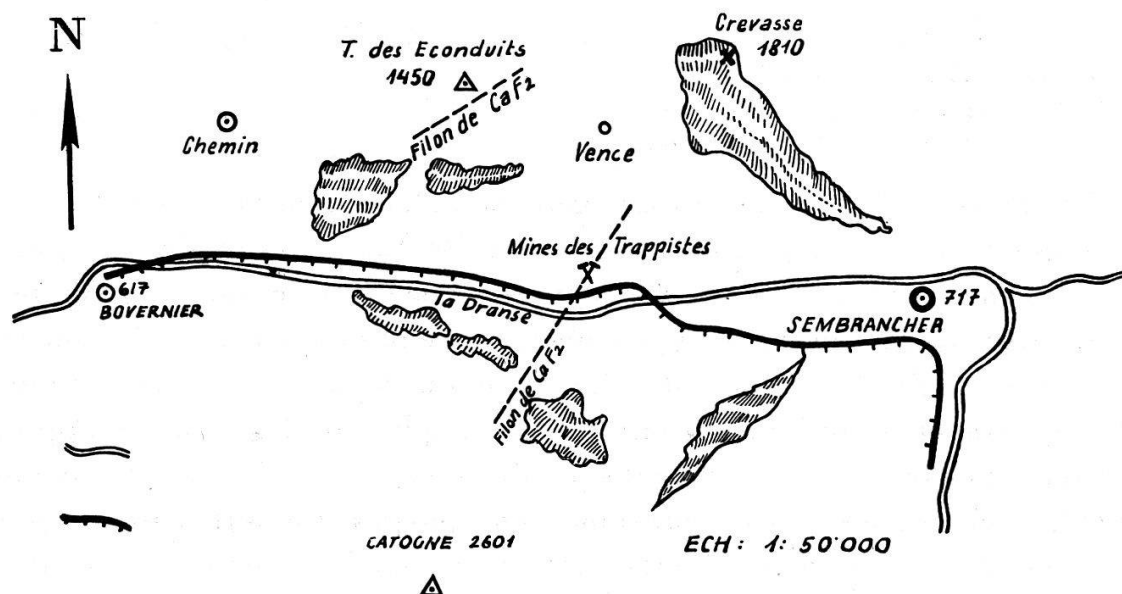 N
Crevasse
1810
T. des Econduits
1450
Filon de CaF2
Chemin
Vence
Mines des Trappistes
617
BOVERNIER
la Dranse
717
SEMBRANCHER
Filon de CaF2
CATOGNE 2601
ECH : 1: 50'000